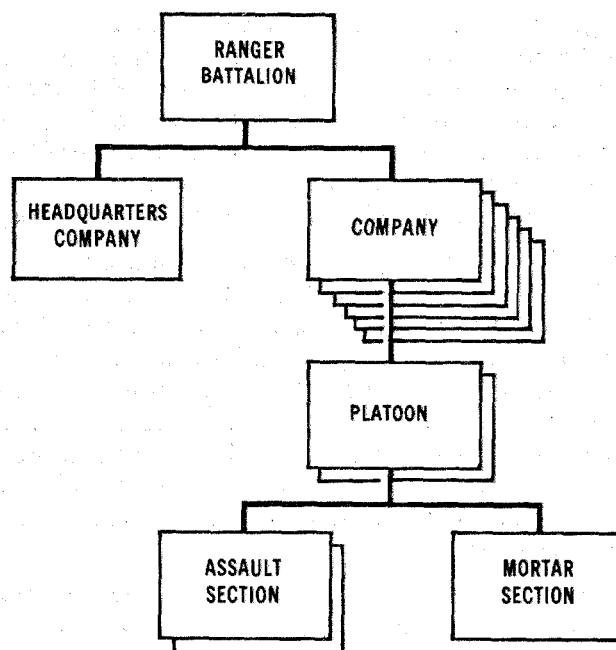 RANGER
BATTALION
HEADQUARTERS
COMPANY
COMPANY
PLATOON
ASSAULT
SECTION
MORTAR
SECTION